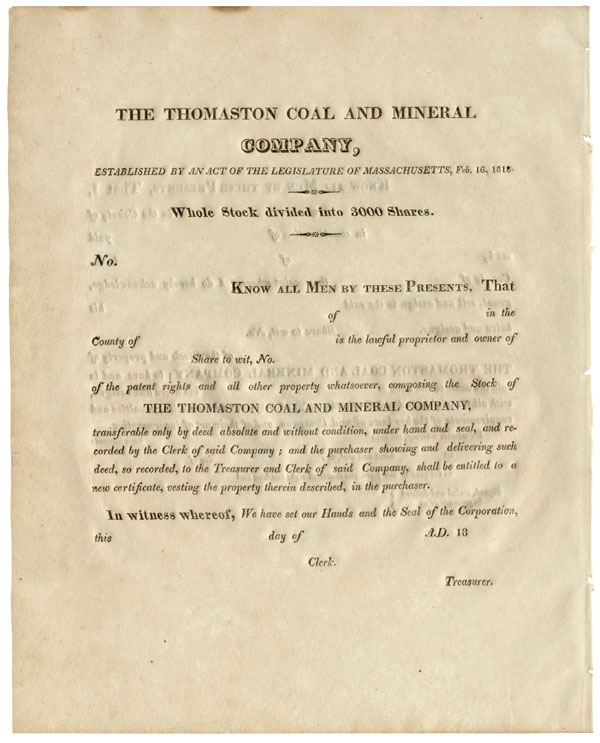 THE THOMASTON COAL AND MINERAL
COMPANY,
ESTABLISHED BY AN ACT OF THE LEGISLATURE OF MASSACHUSETTS, Feb. 16, 181
Whole Stock divided into 3000 Shares.
No.
KNOW ALL MEN BY THESE PRESENTS, That
of in the
County of is the lawful proprietor and owner of
Share to wit, No.
of the patent rights and all other property whatsoever, composing the Stock of
THE THOMASTON COAL AND MINERAL COMPANY,
transferable only by deed absolute and without condition, under hand and seal, and re-
corded by the Clerk of said Company ; and the purchaser showing and delivering such
deed, so recorded, to the Treasurer and Clerk of said Company, shall be entitled to a
new certificate, vesting the property therein described, in the purchaser.
In witness whereof, We have set our Hands and the Seal of the Corporation,
this day of A.D. 18
Clerk.
Treasurer.